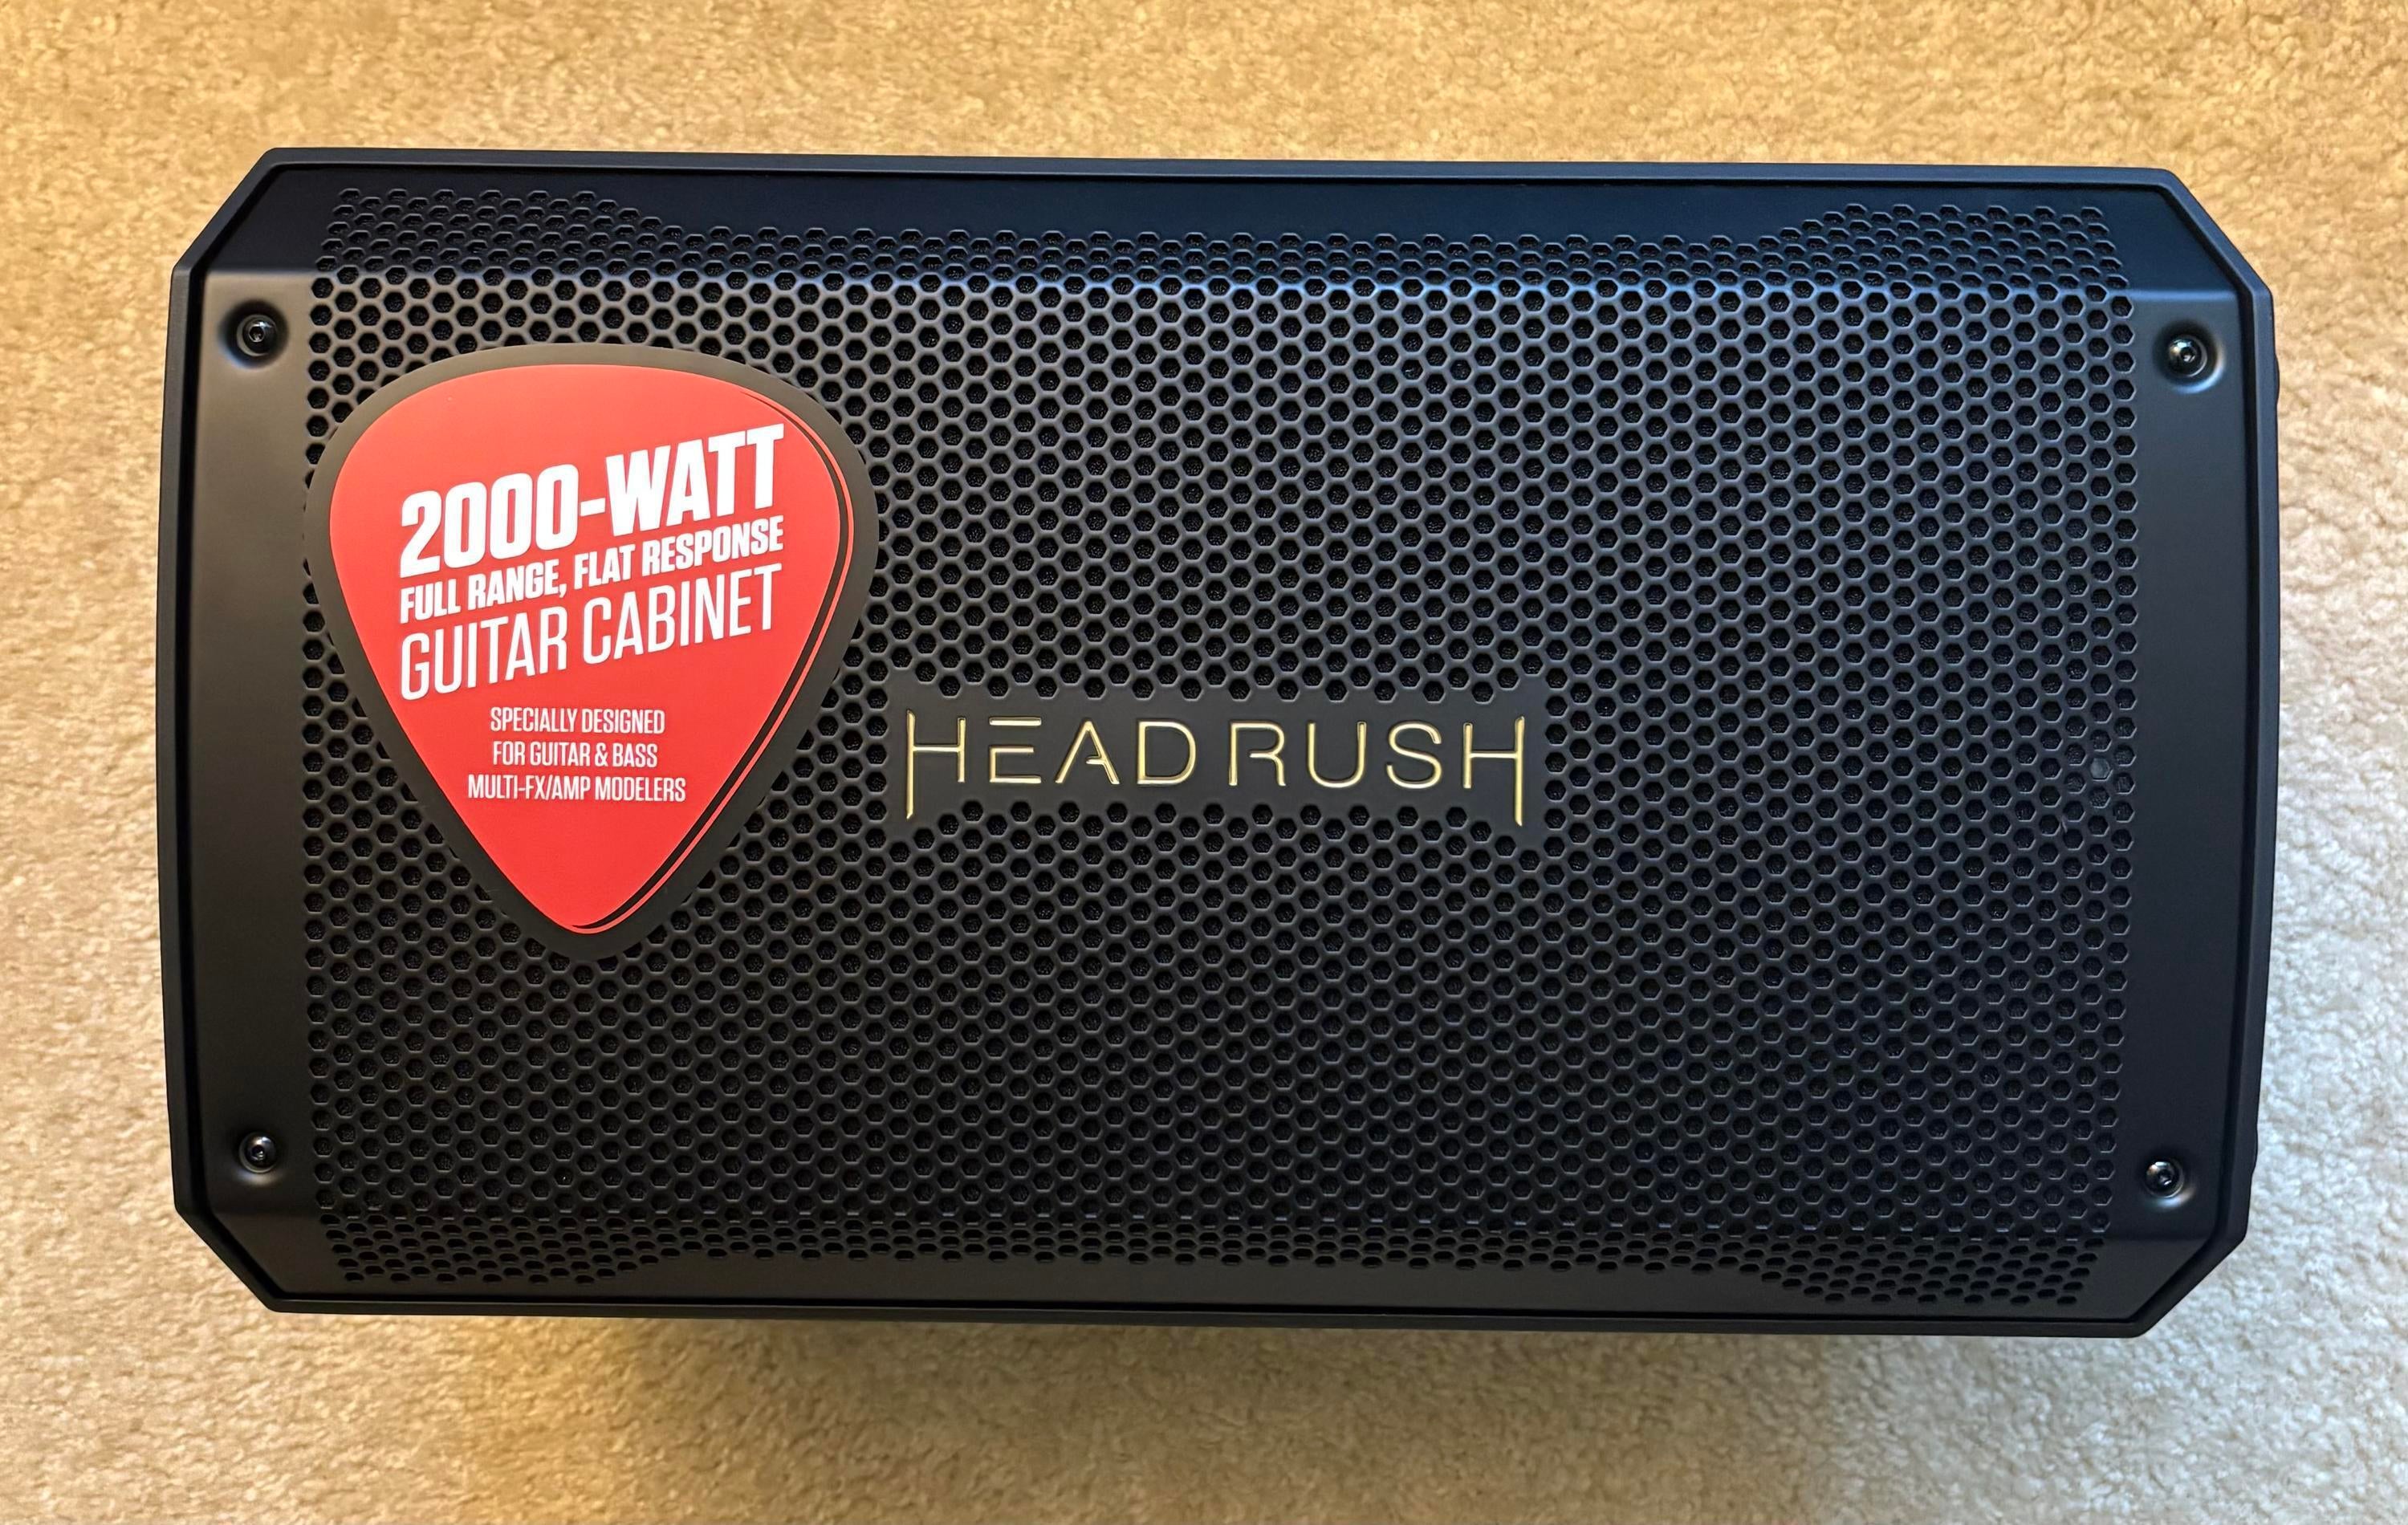 2000-WATT
FULL RANGE, FLAT RESPONSE
GUITAR CABINET
SPECIALLY DESIGNED
FOR GUITAR & BASS
MULTI-FX/AMP MODELERS
HEADRUSH